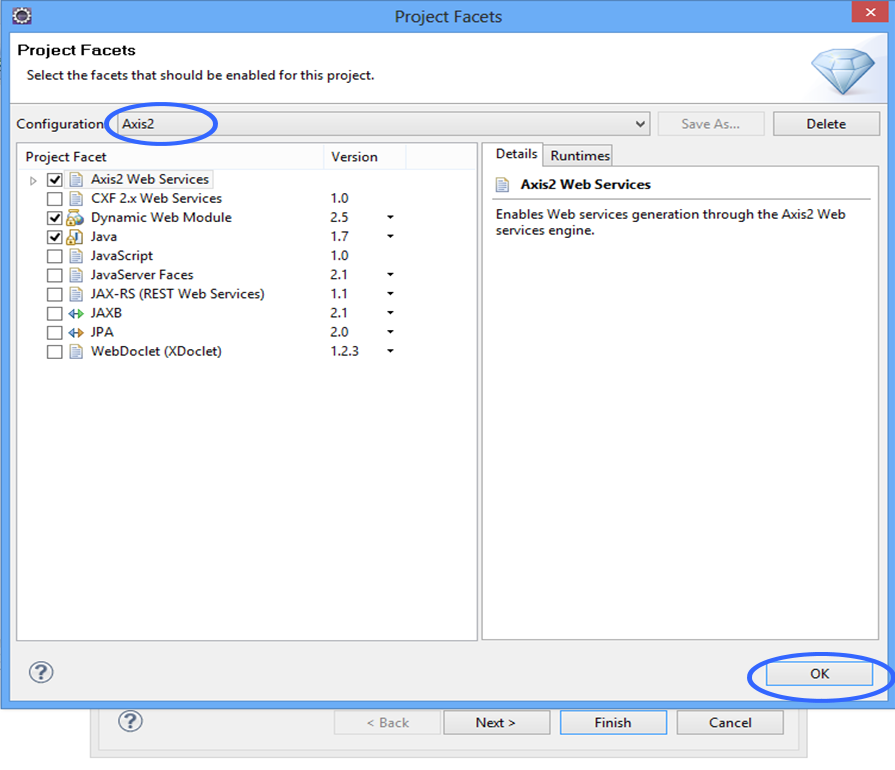 Project Facets
Project Facets
Select the facets that should be enabled for this project.
Configuration Axis2 Save As... Delete
Project Facet Version
Axis2 Web Services
CXF 2.x Web Services 1.0
Dynamic Web Module 2.5
Java 1.7
JavaScript 1.0
JavaServer Faces 2.1
JAX-RS (REST Web Services) 1.1
JAXB 2.1
JPA 2.0
WebDoclet (XDoclet) 1.2.3
Details Runtimes
Axis2 Web Services
Enables Web services generation through the Axis2 Web
services engine.
? OK
? < Back Next > Finish Cancel